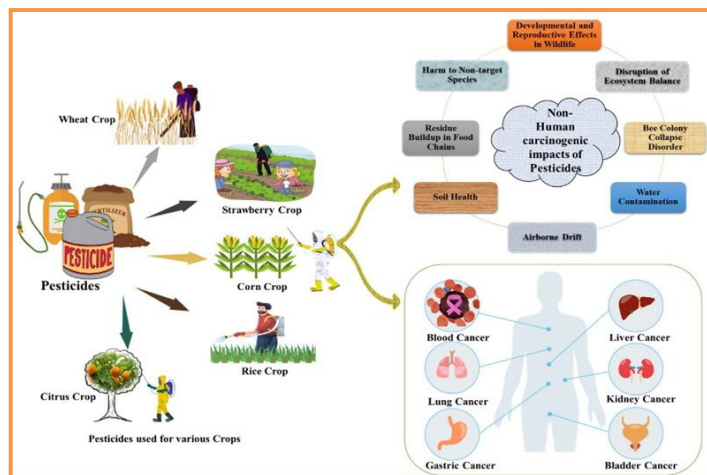 Wheat Crop
FERTILIZER
PESTICIDE
Pesticides
Strawberry Crop
Corn Crop
Rice Crop
Citrus Crop
Pesticides used for various Crops
Developmental and
Reproductive Effects
in Wildlife
Harm to Non-target
Species
Disruption of
Ecosystem Balance
Residue
Buildup in Food
Chains
Non-
Human
carcinogenic
impacts of
Pesticides
Bee Colony
Collapse
Disorder
Soil Health
Water
Contamination
Airborne Drift
Blood Cancer
Liver Cancer
Lung Cancer
Kidney Cancer
Gastric Cancer
Bladder Cancer